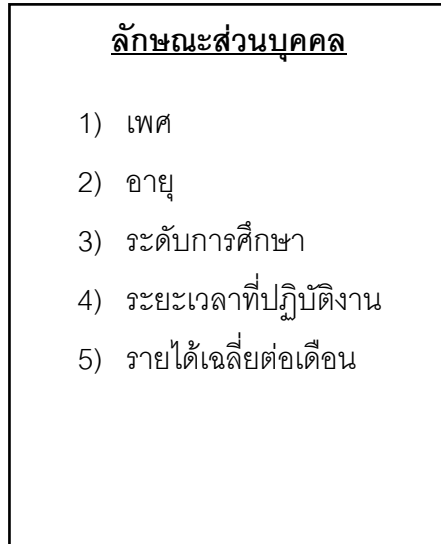 ลักษณะส่วนบุคคล
1) เพศ
2) อายุ
3) ระดับการศึกษา
4) ระยะเวลาที่ปฏิบัติงาน
5) รายได้เฉลี่ยต่อเดือน